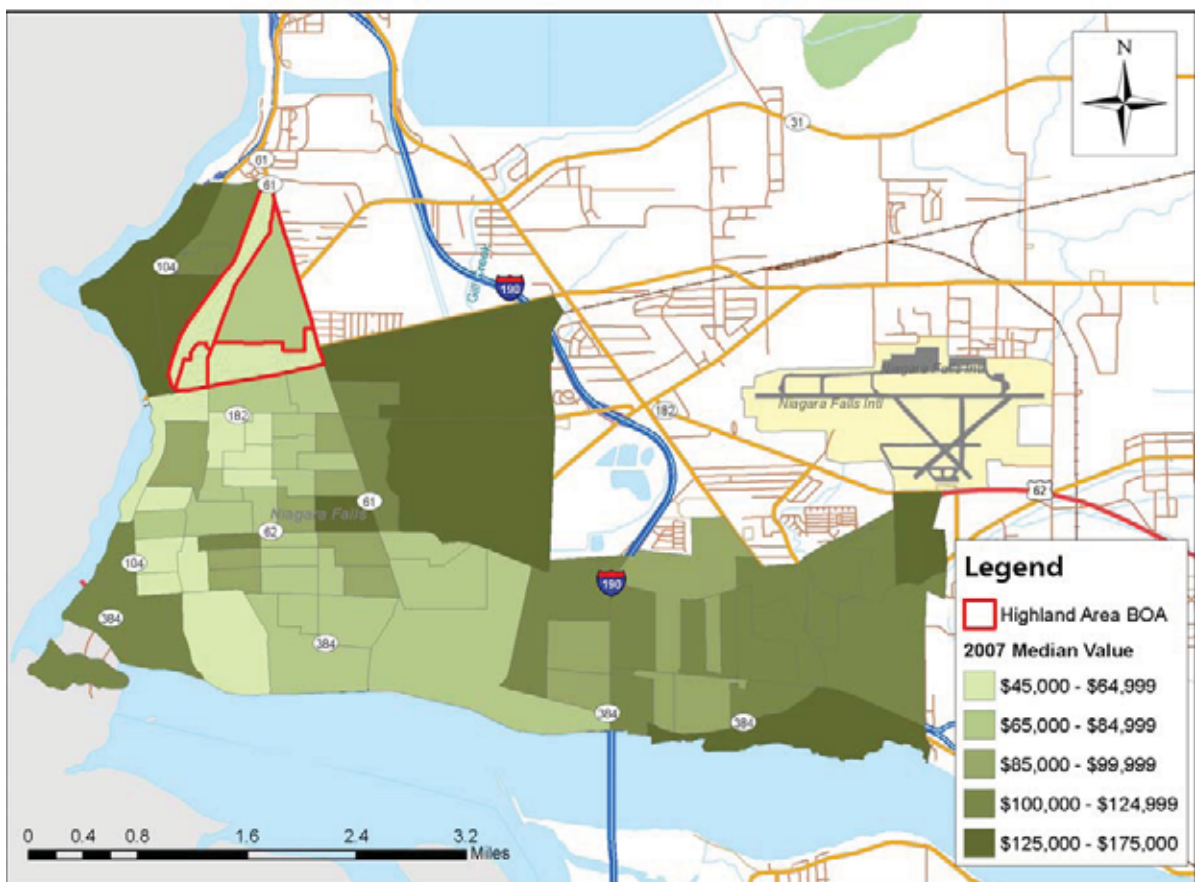 N
31
61
61
104
Gill Creek
190
182
Niagara Falls Intl
Niagara Falls Intl
182
62
61
Niagara Falls
62
104
190
384
384
384
384
Legend
Highland Area BOA
2007 Median Value
$45,000 - $64,999
$65,000 - $84,999
$85,000 - $99,999
$100,000 - $124,999
$125,000 - $175,000
0 0.4 0.8 1.6 2.4 3.2
Miles